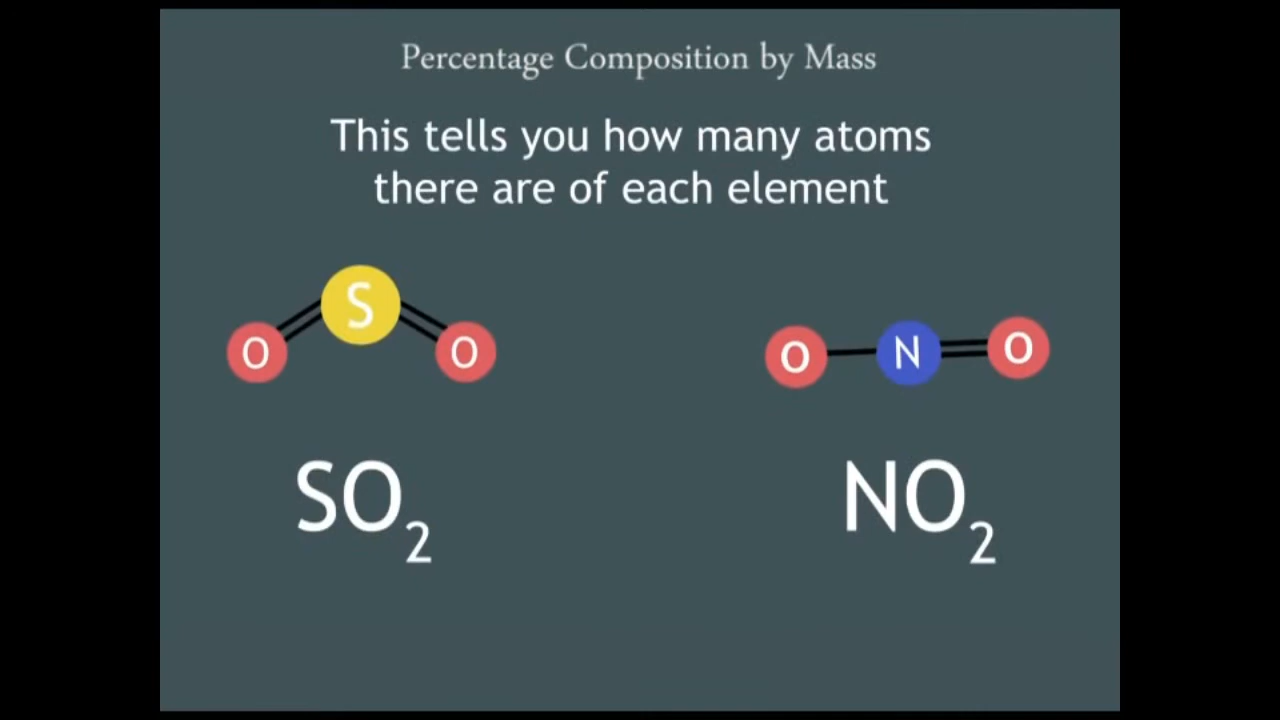 Percentage Composition by Mass
This tells you how many atoms
there are of each element
S
O O
O N O
SO₂ NO₂